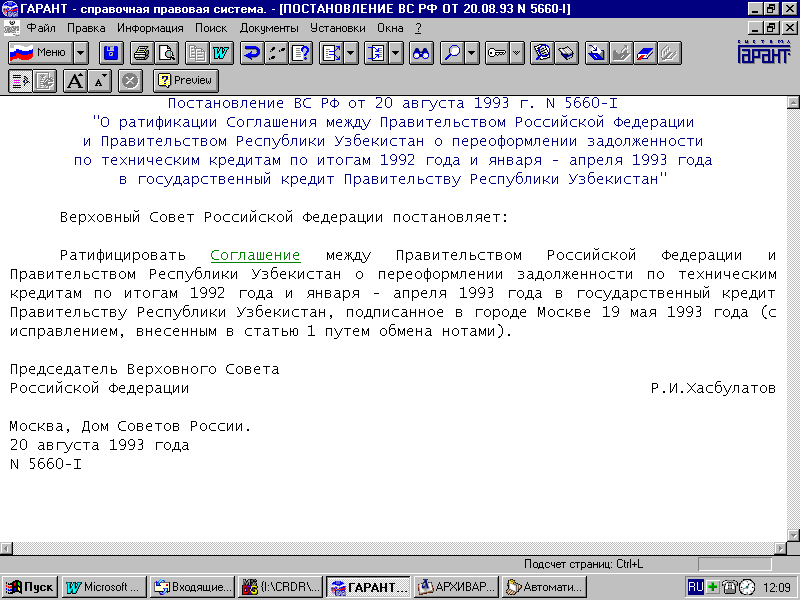 ГАРАНТ - справочная правовая система. - [ПОСТАНОВЛЕНИЕ ВС РФ ОТ 20.08.93 N 5660-I]
Файл Правка Информация Поиск Документы Установки Окна ?
Меню W ? СИСТЕМА
ГАРАНТ
A A ? Preview
Постановление ВС РФ от 20 августа 1993 г. N 5660-I
"О ратификации Соглашения между Правительством Российской Федерации
и Правительством Республики Узбекистан о переоформлении задолженности
по техническим кредитам по итогам 1992 года и января - апреля 1993 года
в государственный кредит Правительству Республики Узбекистан"
Верховный Совет Российской Федерации постановляет:
Ратифицировать Соглашение между Правительством Российской Федерации и
Правительством Республики Узбекистан о переоформлении задолженности по техническим
кредитам по итогам 1992 года и января - апреля 1993 года в государственный кредит
Правительству Республики Узбекистан, подписанное в городе Москве 19 мая 1993 года (с
исправлением, внесенным в статью 1 путем обмена нотами).
Председатель Верховного Совета
Российской Федерации Р.И.Хасбулатов
Москва, Дом Советов России.
20 августа 1993 года
N 5660-I
Подсчет страниц: Ctrl+L
Пуск Microsoft ... Входящие... {I:\CRDR\... ГАРАНТ... АРХИВАР... Автомати... RU 12:09